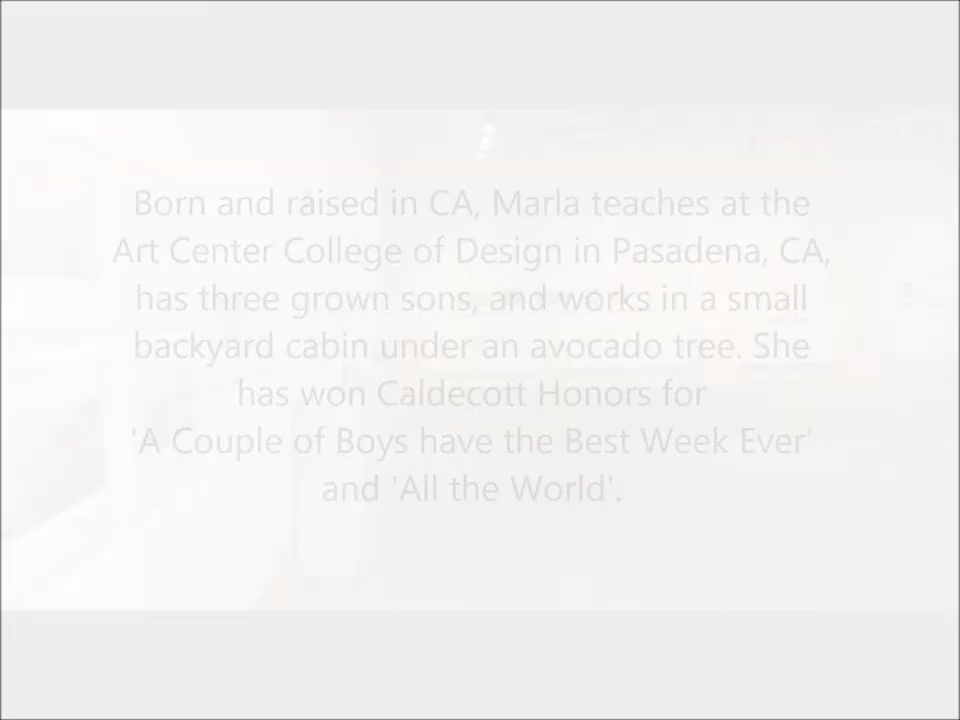 Born and raised in CA, Marla teaches at the
Art Center College of Design in Pasadena, CA,
has three grown sons, and works in a small
backyard cabin under an avocado tree. She
has won Caldecott Honors for
'A Couple of Boys have the Best Week Ever'
and 'All the World'.